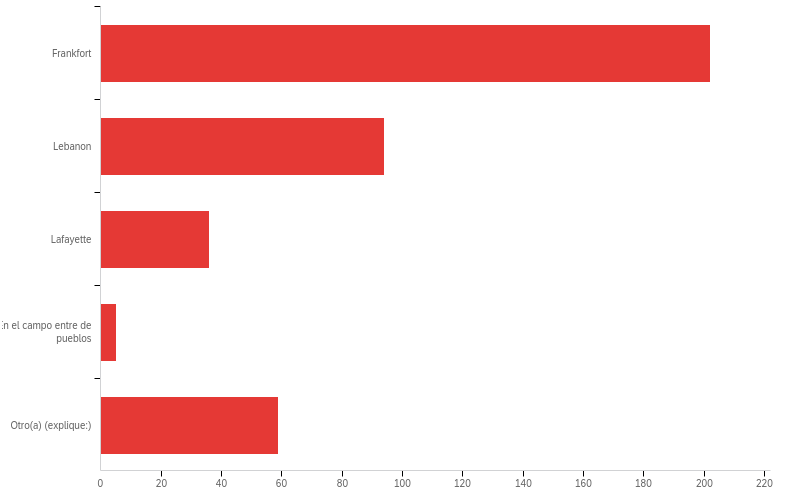 Frankfort
Lebanon
Lafayette
En el campo entre de
pueblos
Otro(a) (explique:)
0 20 40 60 80 100 120 140 160 180 200 220